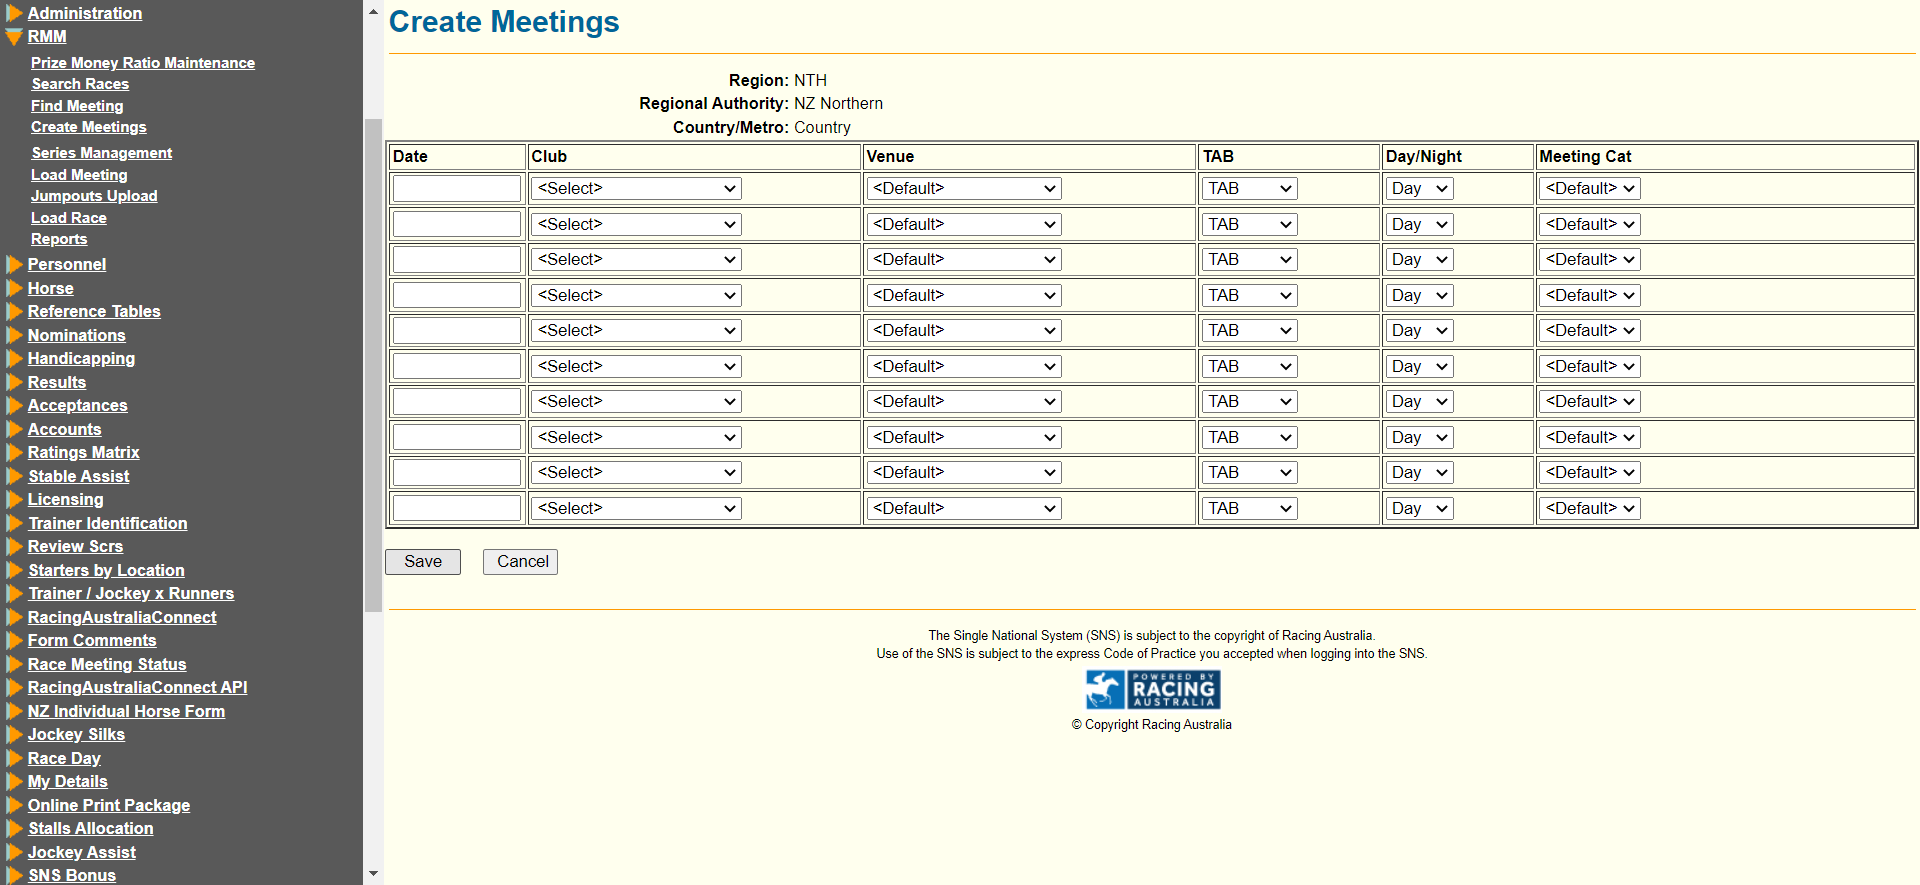 Administration
RMM
Prize Money Ratio Maintenance
Search Races
Find Meeting
Create Meetings
Series Management
Load Meeting
Jumpouts Upload
Load Race
Reports
Personnel
Horse
Reference Tables
Nominations
Handicapping
Results
Acceptances
Accounts
Ratings Matrix
Stable Assist
Licensing
Trainer Identification
Review Scrs
Starters by Location
Trainer / Jockey x Runners
RacingAustraliaConnect
Form Comments
Race Meeting Status
RacingAustraliaConnect API
NZ Individual Horse Form
Jockey Silks
Race Day
My Details
Online Print Package
Stalls Allocation
Jockey Assist
SNS Bonus
Create Meetings
Region: NTH
Regional Authority: NZ Northern
Country/Metro: Country
Date Club Venue TAB Day/Night Meeting Cat
<Select> <Default> TAB Day <Default>
<Select> <Default> TAB Day <Default>
<Select> <Default> TAB Day <Default>
<Select> <Default> TAB Day <Default>
<Select> <Default> TAB Day <Default>
<Select> <Default> TAB Day <Default>
<Select> <Default> TAB Day <Default>
<Select> <Default> TAB Day <Default>
<Select> <Default> TAB Day <Default>
<Select> <Default> TAB Day <Default>
Save Cancel
The Single National System (SNS) is subject to the copyright of Racing Australia.
Use of the SNS is subject to the express Code of Practice you accepted when logging into the SNS.
POWERED BY
RACING
AUSTRALIA
© Copyright Racing Australia